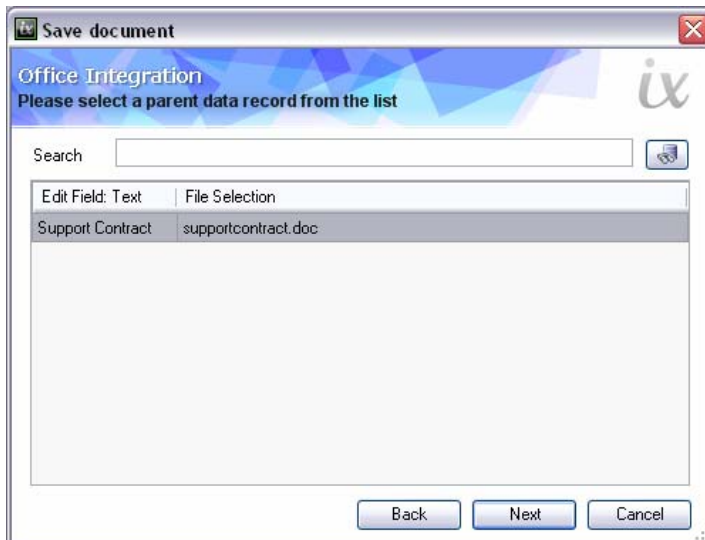 ix Save document
Office Integration
ix
Please select a parent data record from the list
Search
Edit Field: Text File Selection
Support Contract supportcontract.doc
Back Next Cancel